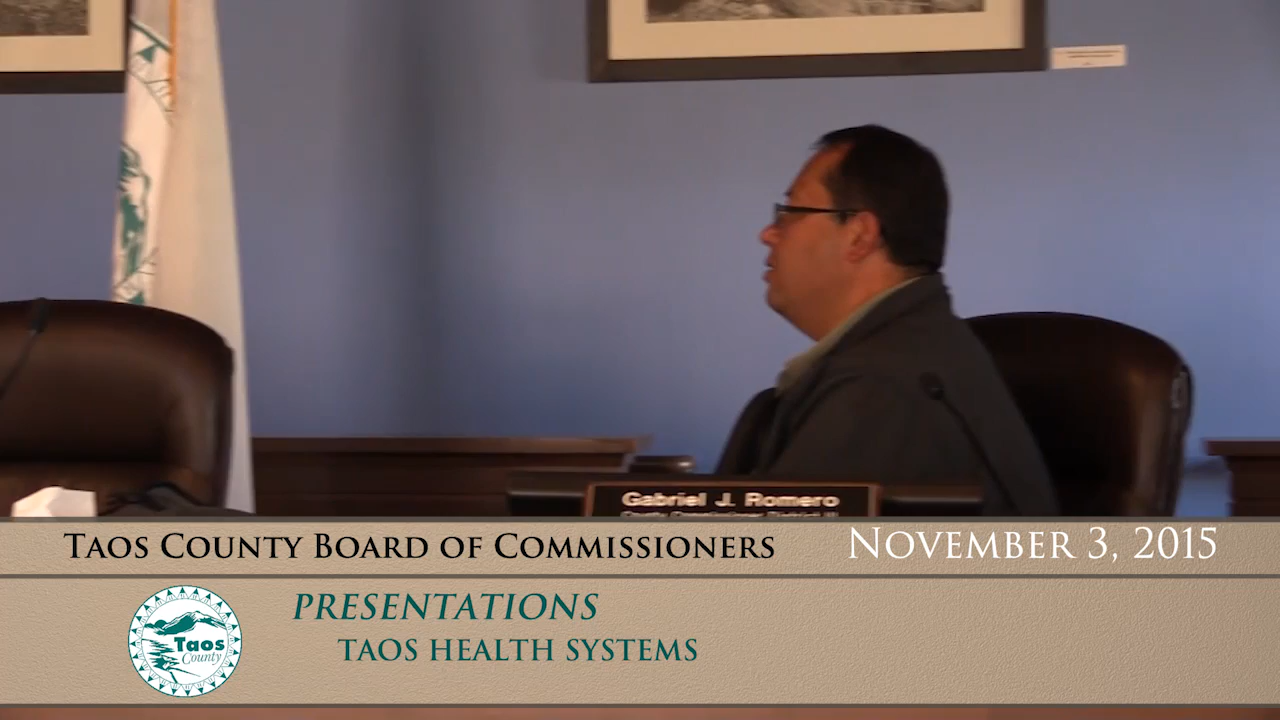 Gabriel J. Romero
TAOS COUNTY BOARD OF COMMISSIONERS
NOVEMBER 3, 2015
PRESENTATIONS
TAOS HEALTH SYSTEMS
Taos
County